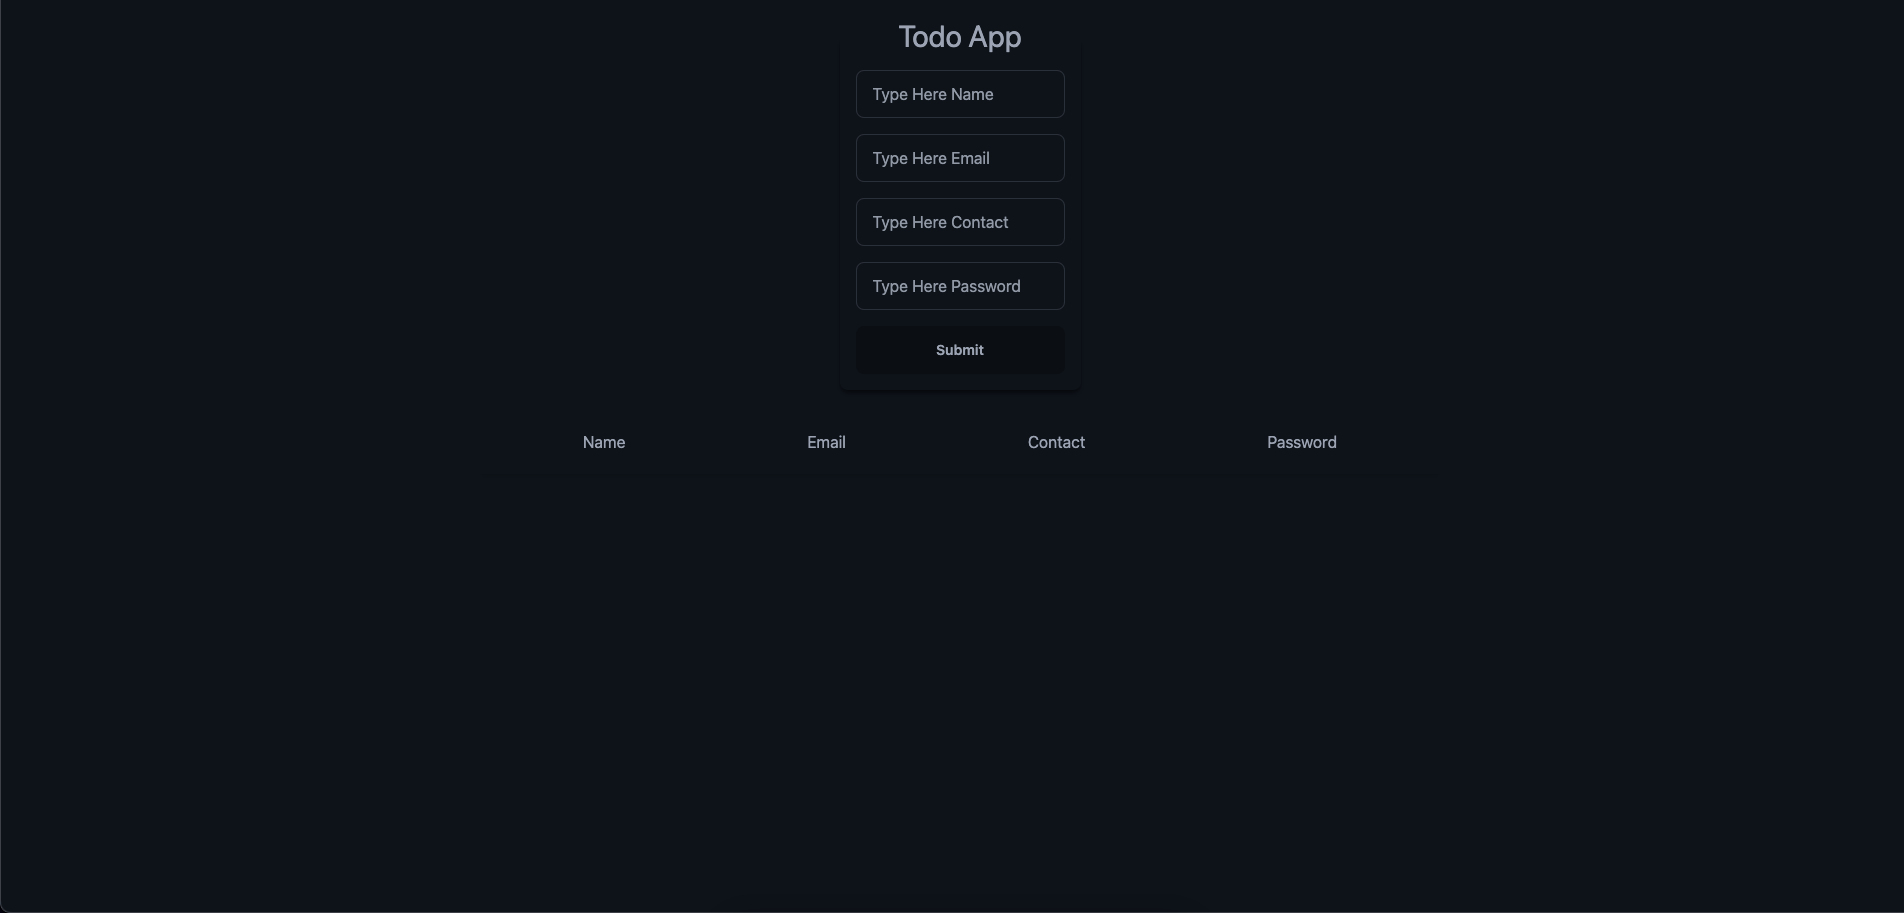 Todo App
Type Here Name
Type Here Email
Type Here Contact
Type Here Password
Submit
Name Email Contact Password